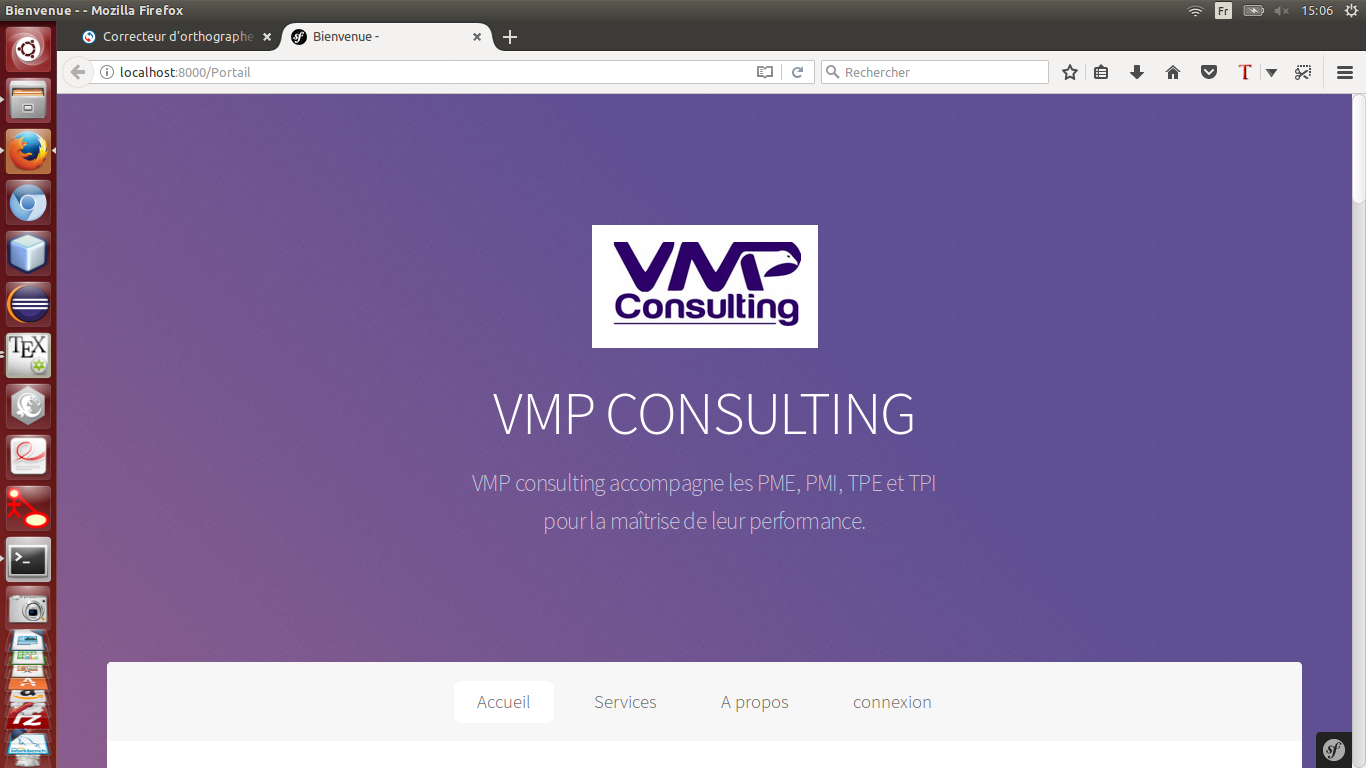 Bienvenue - - Mozilla Firefox
Fr
15:06
Correcteur d'orthographe
Bienvenue -
localhost:8000/Portail
Rechercher
T
VMP
Consulting
VMP CONSULTING
VMP consulting accompagne les PME, PMI, TPE et TPI
pour la maîtrise de leur performance.
Accueil
Services
A propos
connexion
TEX
sf